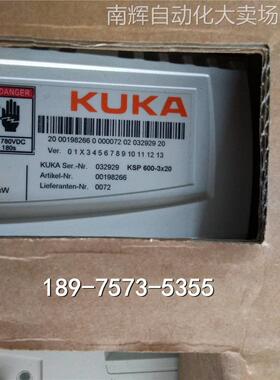 南辉自动化大卖场
DANGER
KUKA
780VDC
180s
20 00198266 0 000072 02 032929 20
Ver. 0 1 X 3 4 5 6 7 8 9 10 11 12 13
KUKA Ser.-Nr. 032929 KSP 600-3x20
Artikel-Nr. 00198266
Lieferanten-Nr. 0072
189-7573-5355